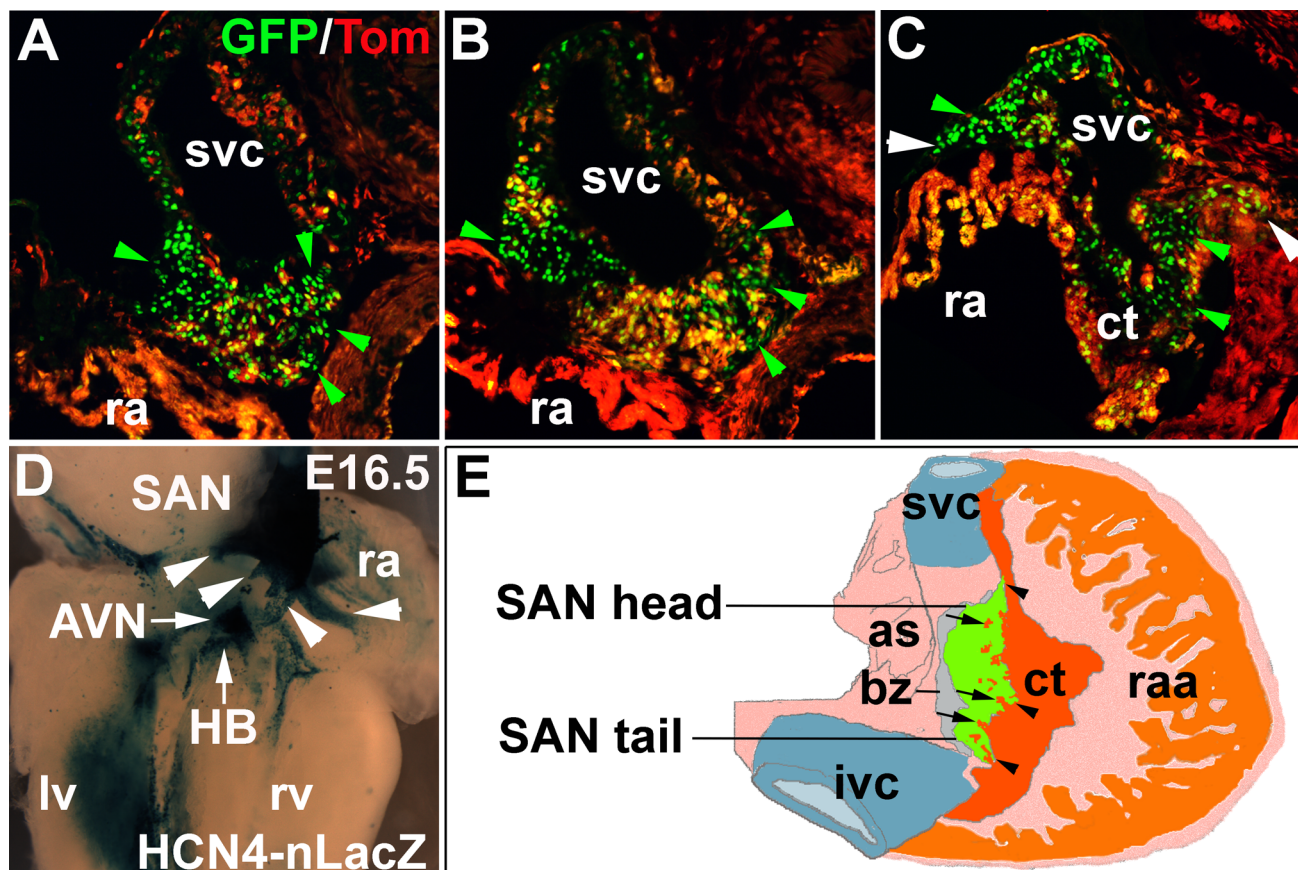 A
GFP/Tom
svc
ra
B
svc
ra
C
svc
ra
ct
D
E16.5
SAN
ra
AVN
HB
lv
rv
HCN4-nLacZ
E
svc
SAN head
as
bz
ct
raa
SAN tail
ivc